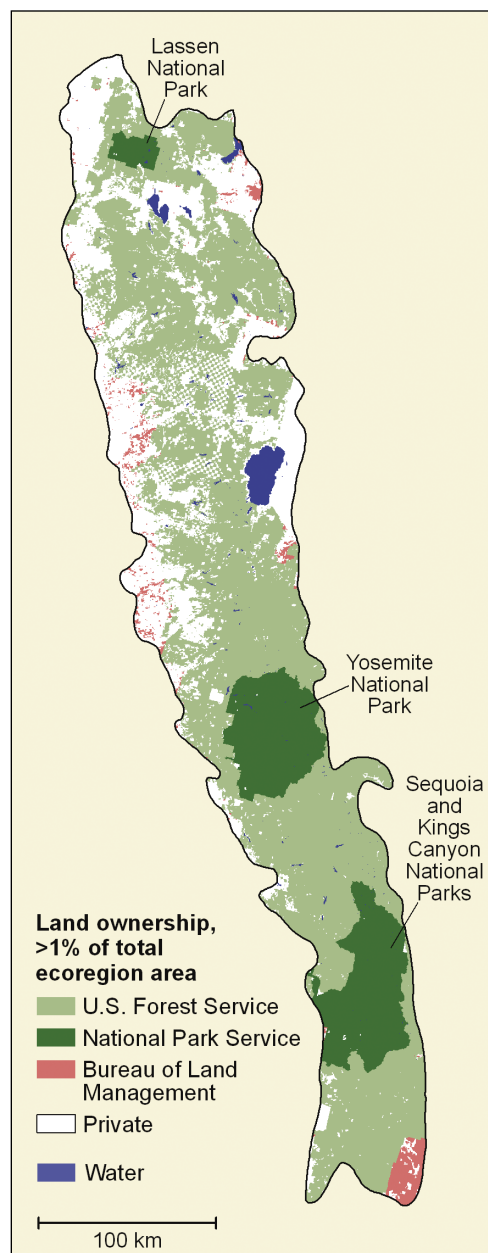 Lassen
National
Park
Yosemite
National
Park
Sequoia
and
Kings
Canyon
National
Parks
Land ownership,
>1% of total
ecoregion area
U.S. Forest Service
National Park Service
Bureau of Land
Management
Private
Water
100 km